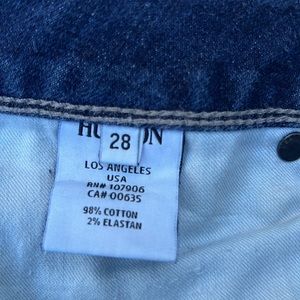 28
LOS ANGELES
USA
RN# 107906
CA# 00635
98% COTTON
2% ELASTAN